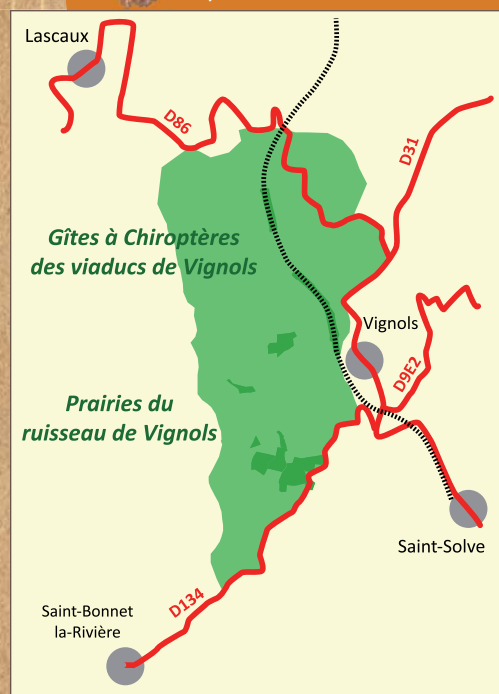 Lascaux
D86
D31
Gîtes à Chiroptères
des viaducs de Vignols
Vignols
D9E2
Prairies du
ruisseau de Vignols
Saint-Solve
D134
Saint-Bonnet
la-Rivière